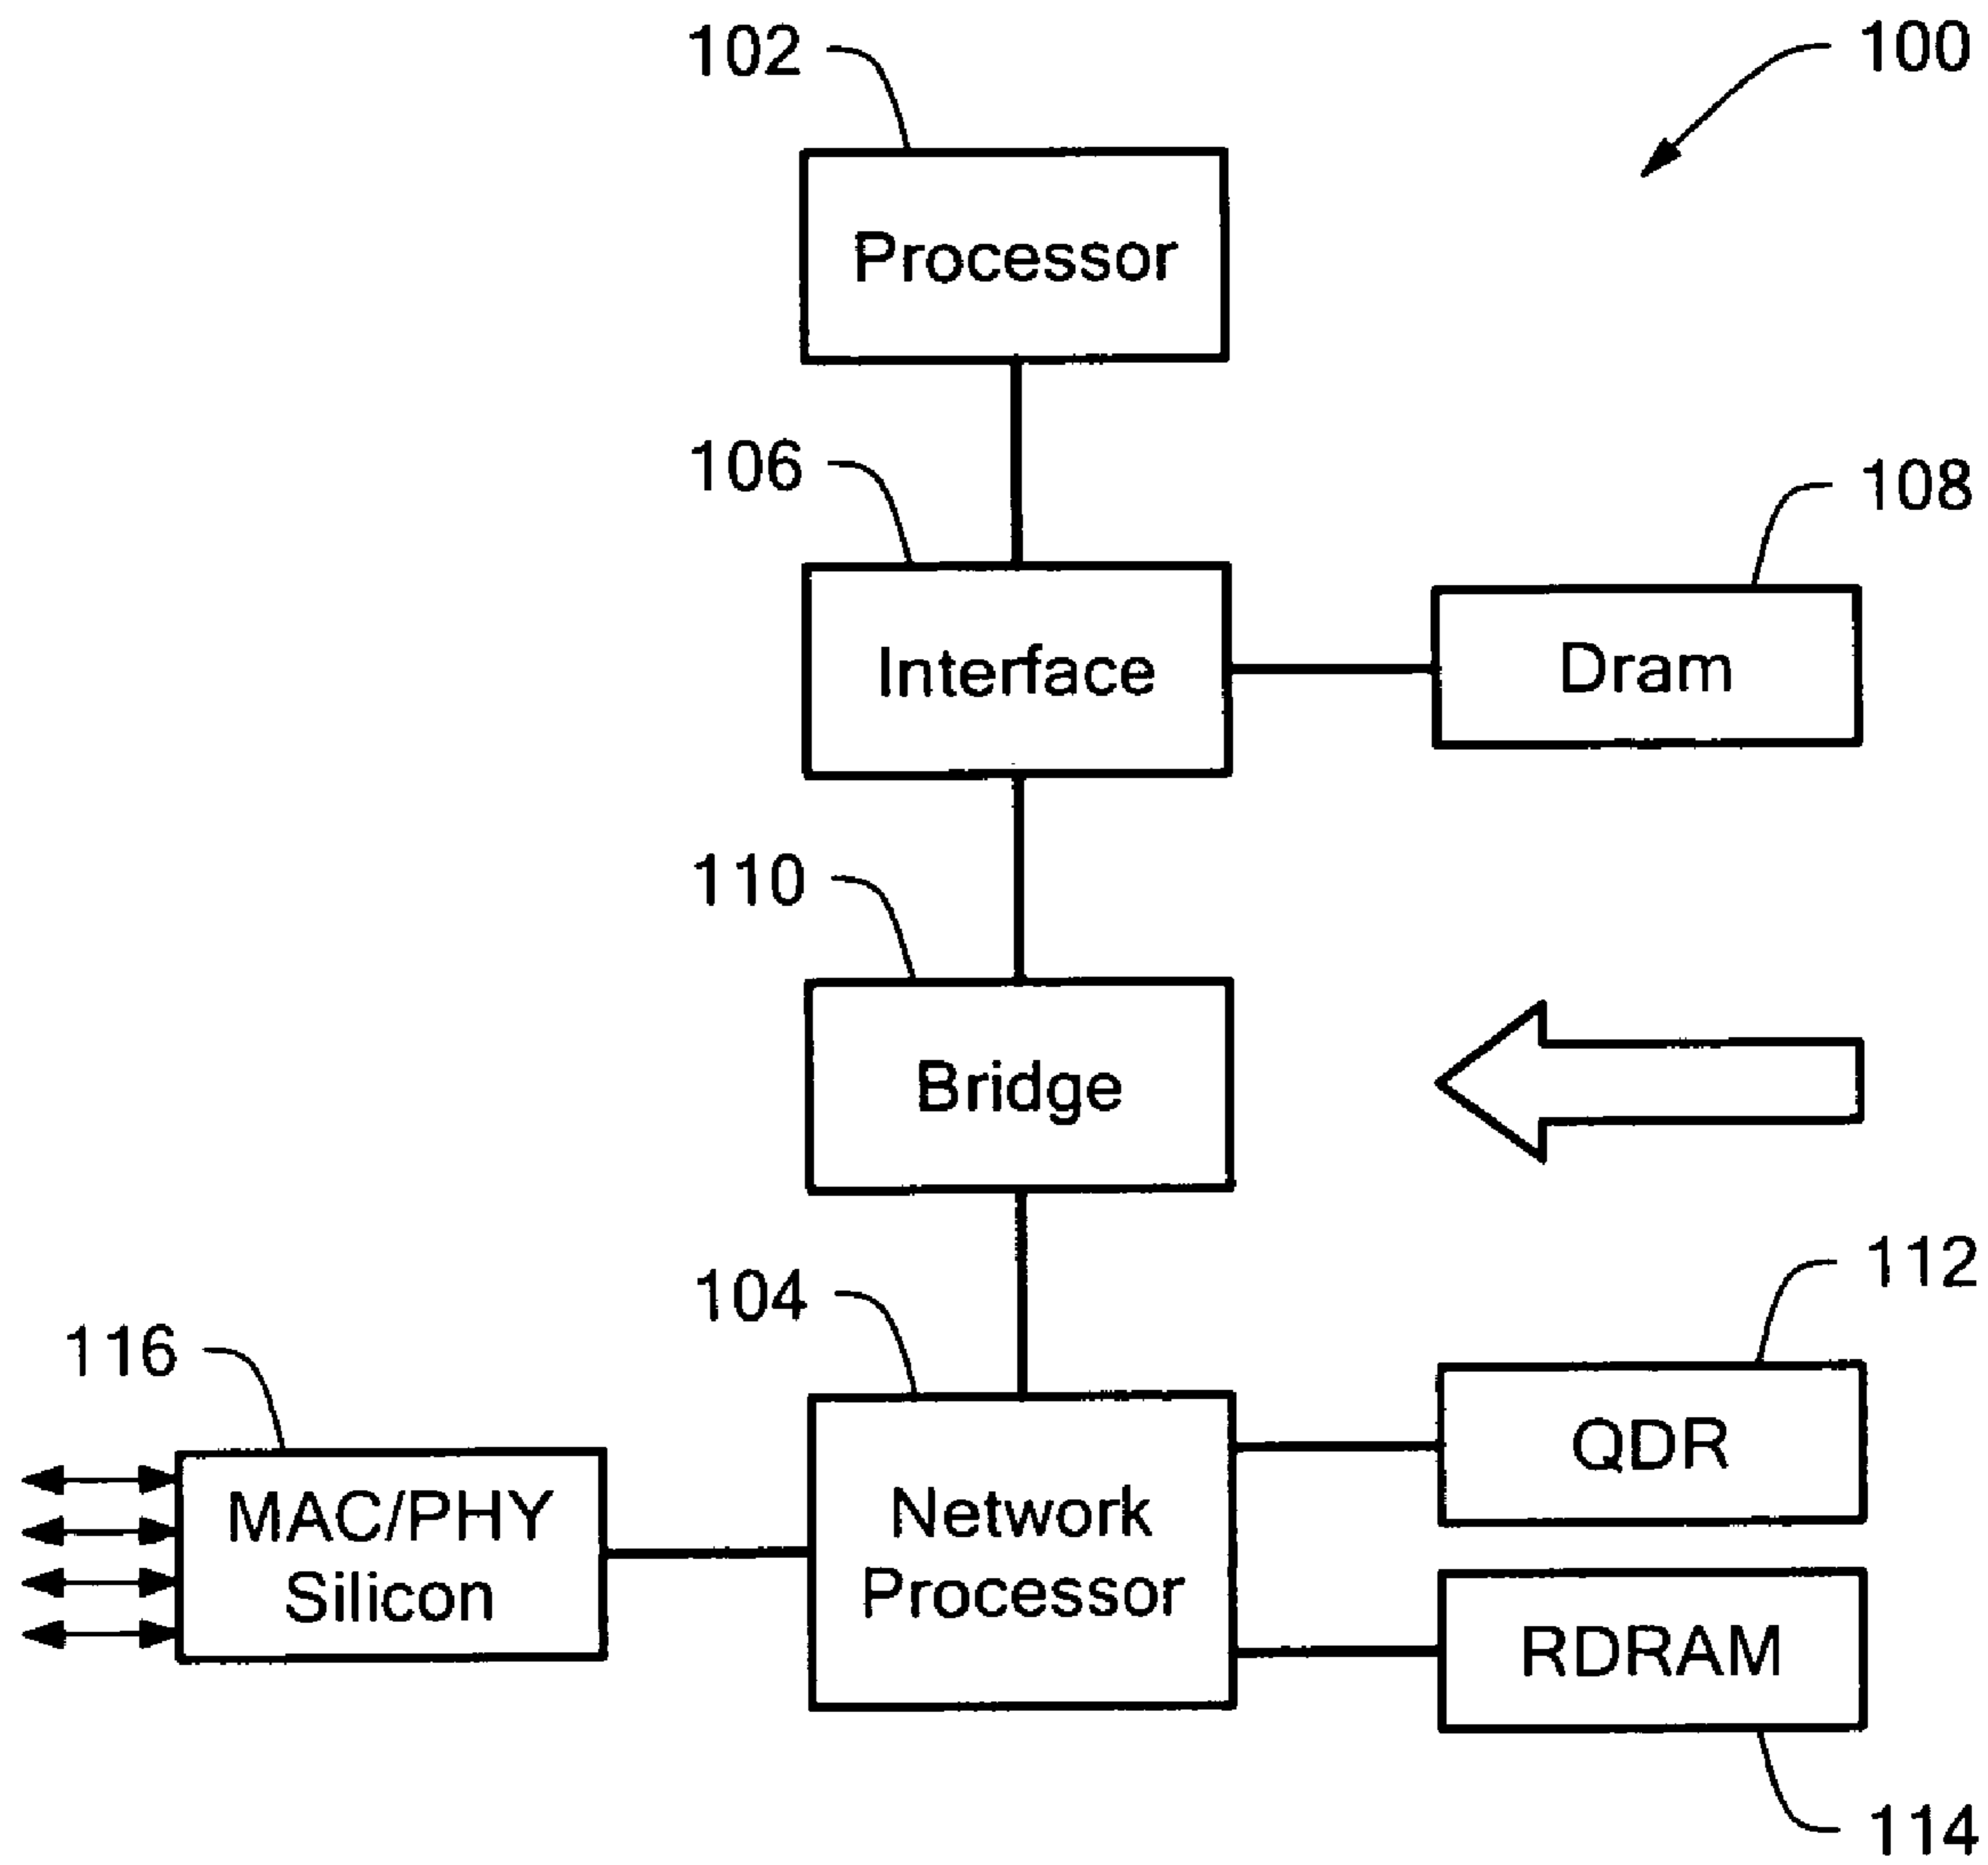 102
100
Processor
106
108
Interface
Dram
110
Bridge
112
104
116
QDR
MAC/PHY
Silicon
Network
Processor
RDRAM
114